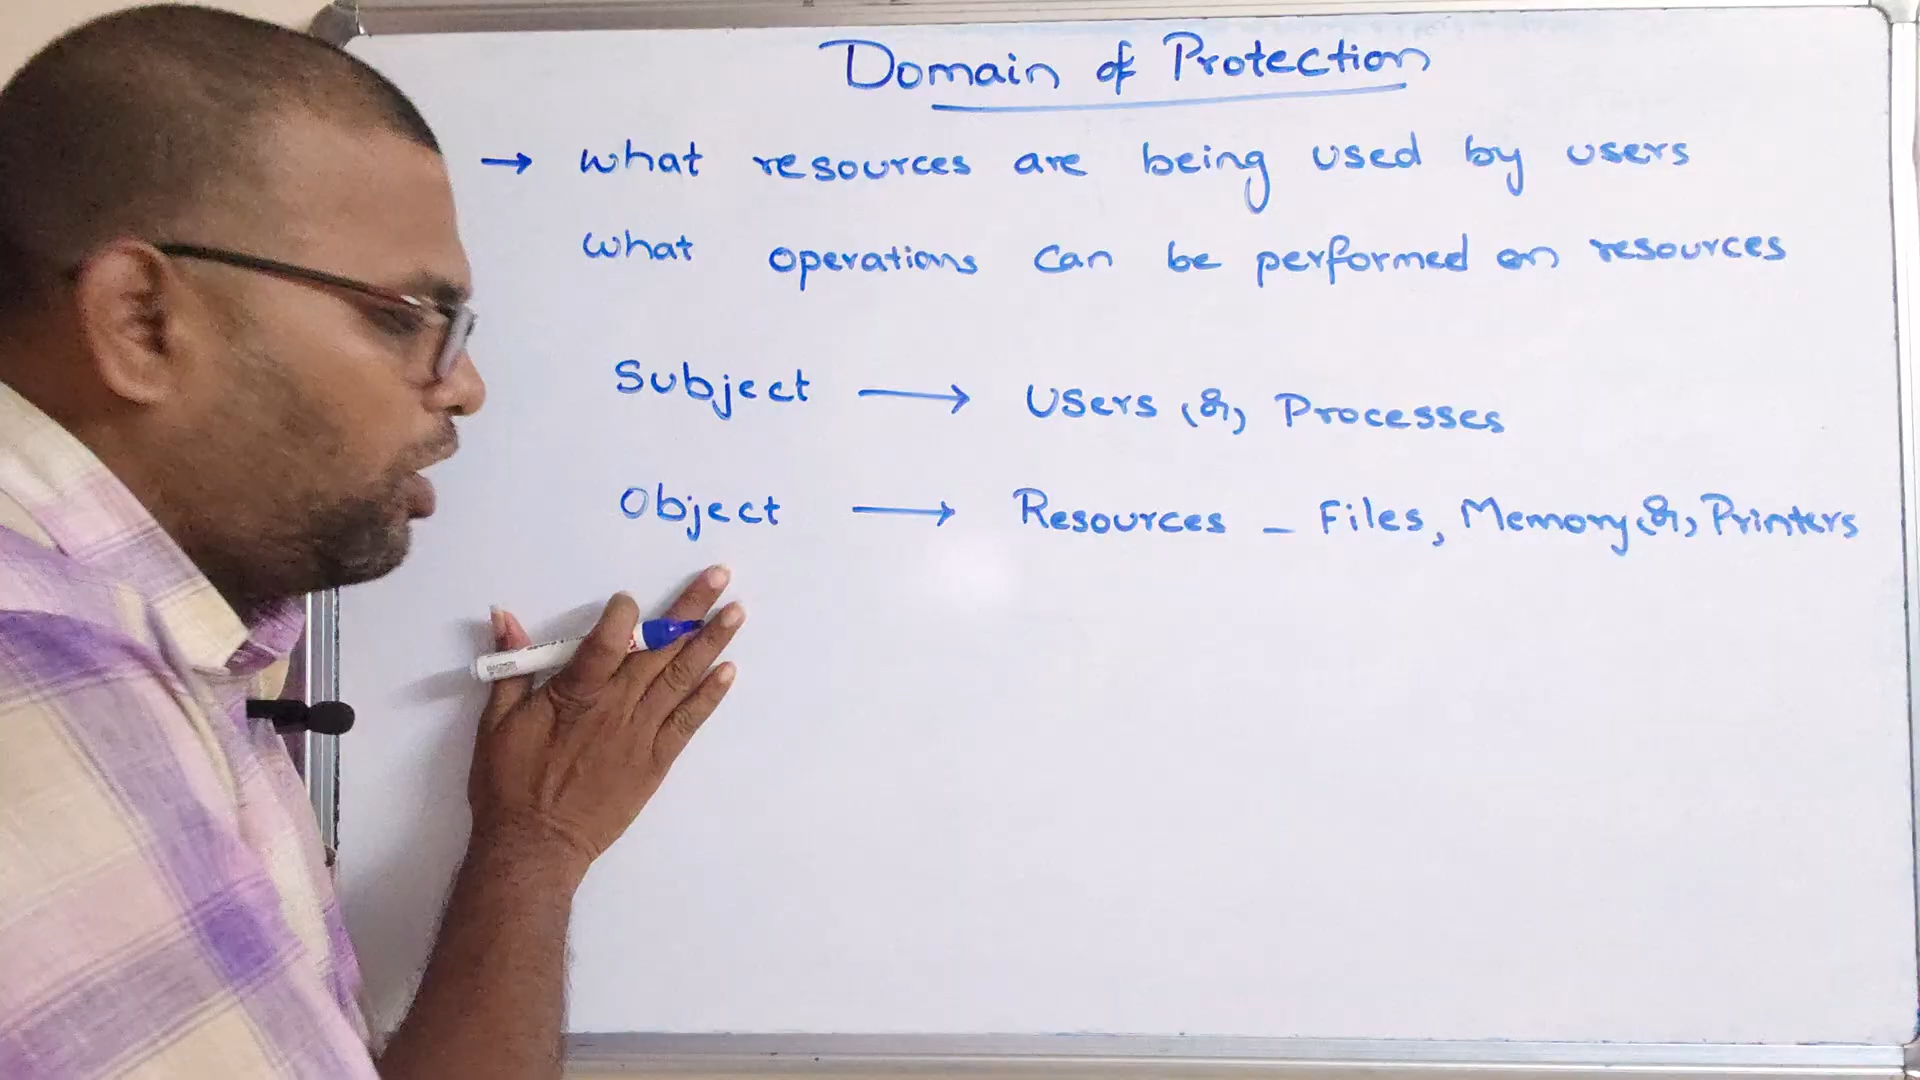 Domain of Protection
→ what resources are being used by users
what operations can be performed on resources
Subject → Users (or) Processes
Object → Resources - Files, Memory (or) Printers